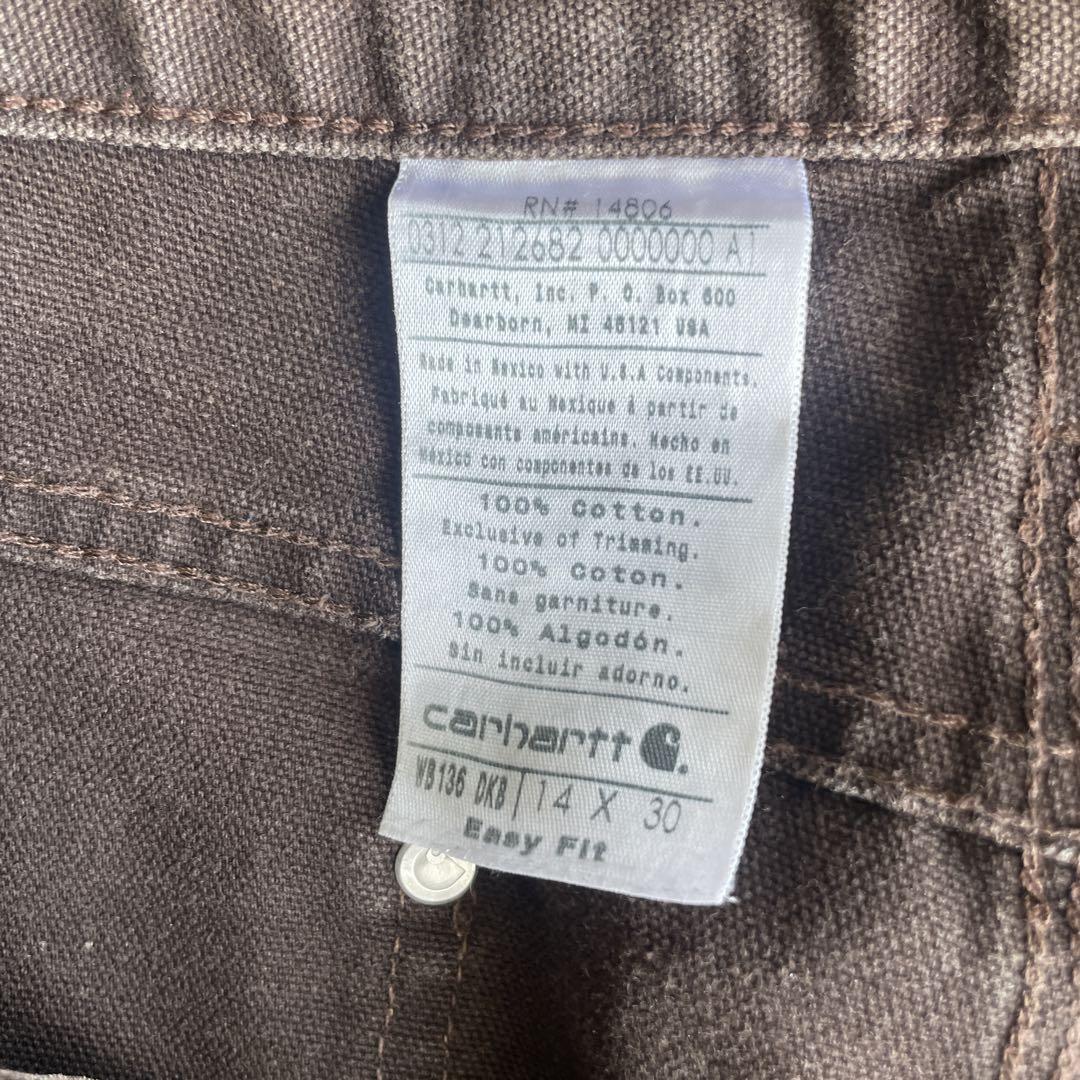 RN# 14806
0312 212682 0000000 A1
Carhartt, Inc. P. O. Box 600
Dearborn, MI 48121 USA
Made in Mexico with U.S.A Components.
Fabriqué au Mexique à partir de
composants américains. Hecho en
México con componentes de los EE.UU.
100% Cotton.
Exclusive of Trimming.
100% Coton.
Sans garniture.
100% Algodón.
Sin incluir adorno.
carhartt
WB136 DKB 14 X 30
Easy Fit